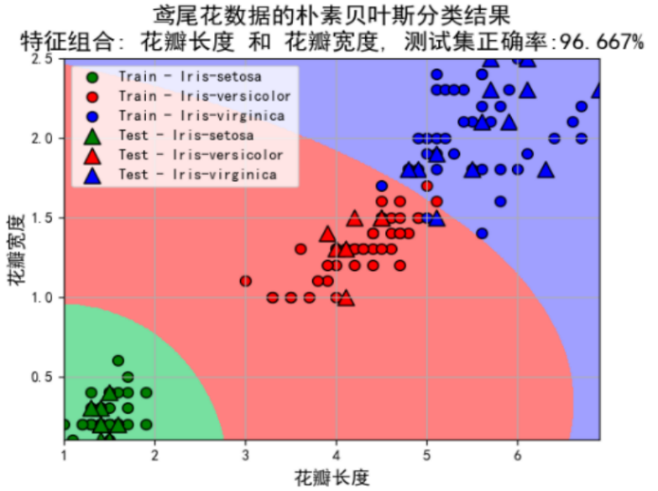 鸢尾花数据的朴素贝叶斯分类结果
特征组合: 花瓣长度 和 花瓣宽度, 测试集正确率:96.667%
Train - Iris-setosa
Train - Iris-versicolor
Train - Iris-virginica
Test - Iris-setosa
Test - Iris-versicolor
Test - Iris-virginica
花瓣宽度
2.5
2.0
1.5
1.0
0.5
1 2 3 4 5 6
花瓣长度